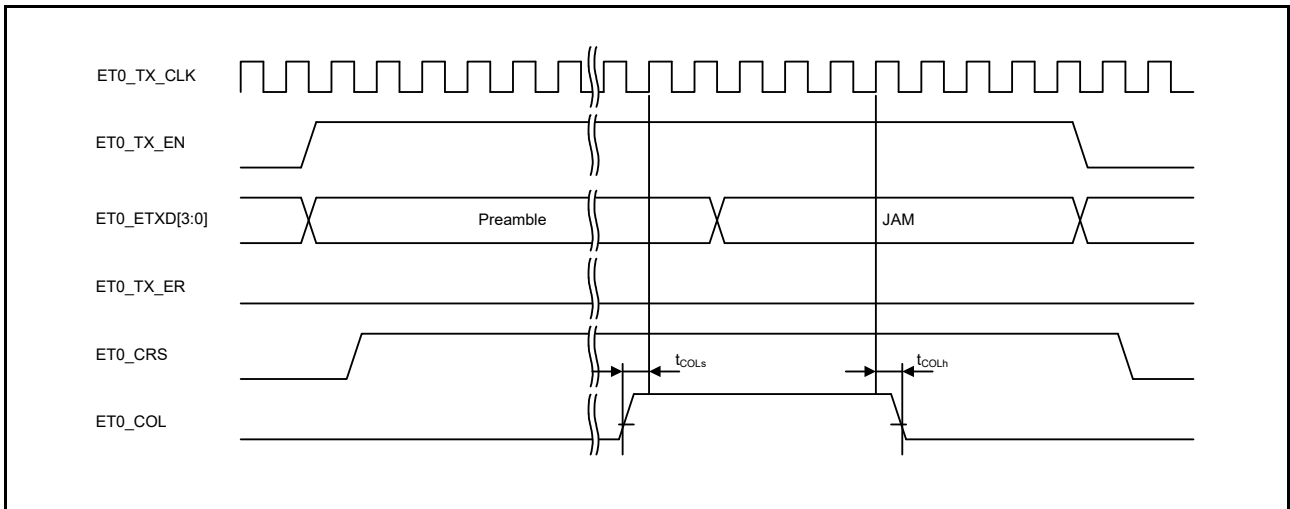 ET0_TX_CLK
ET0_TX_EN
ET0_ETXD[3:0]
Preamble
JAM
ET0_TX_ER
ET0_CRS
tCOLs
tCOLh
ET0_COL